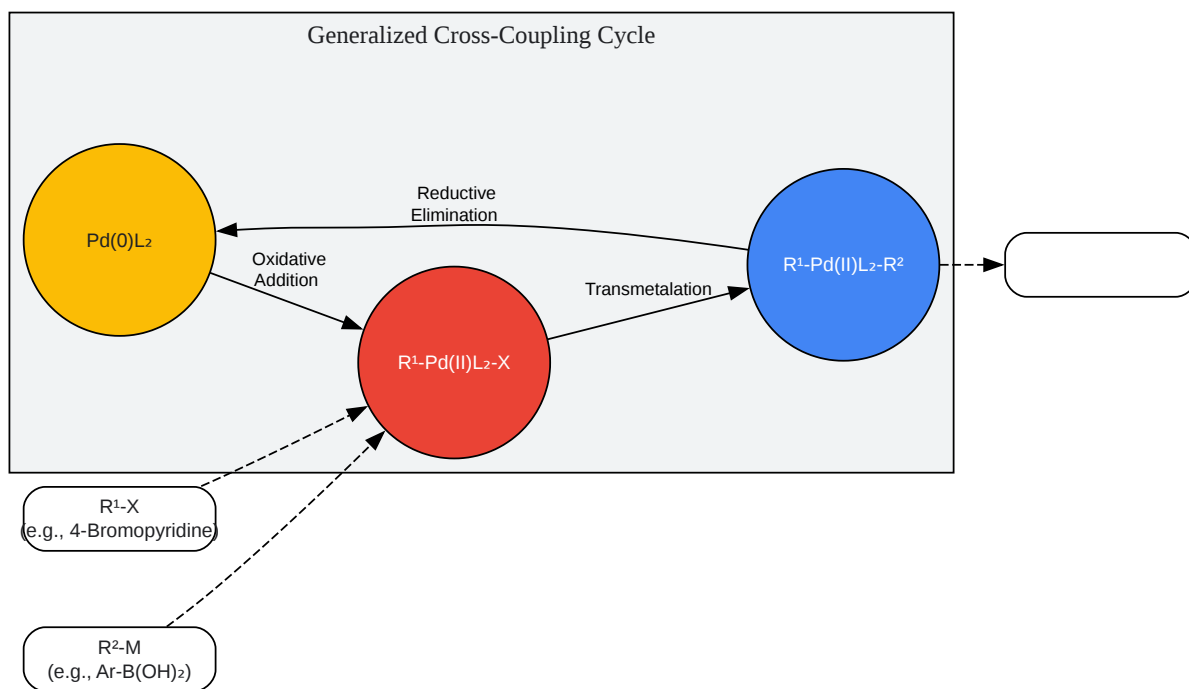 Generalized Cross-Coupling Cycle
Reductive
Elimination
Pd(0)L₂
Oxidative
Addition
R¹-Pd(II)L₂-R²
Transmetalation
R¹-Pd(II)L₂-X
R¹-X
(e.g., 4-Bromopyridine)
R²-M
(e.g., Ar-B(OH)₂)